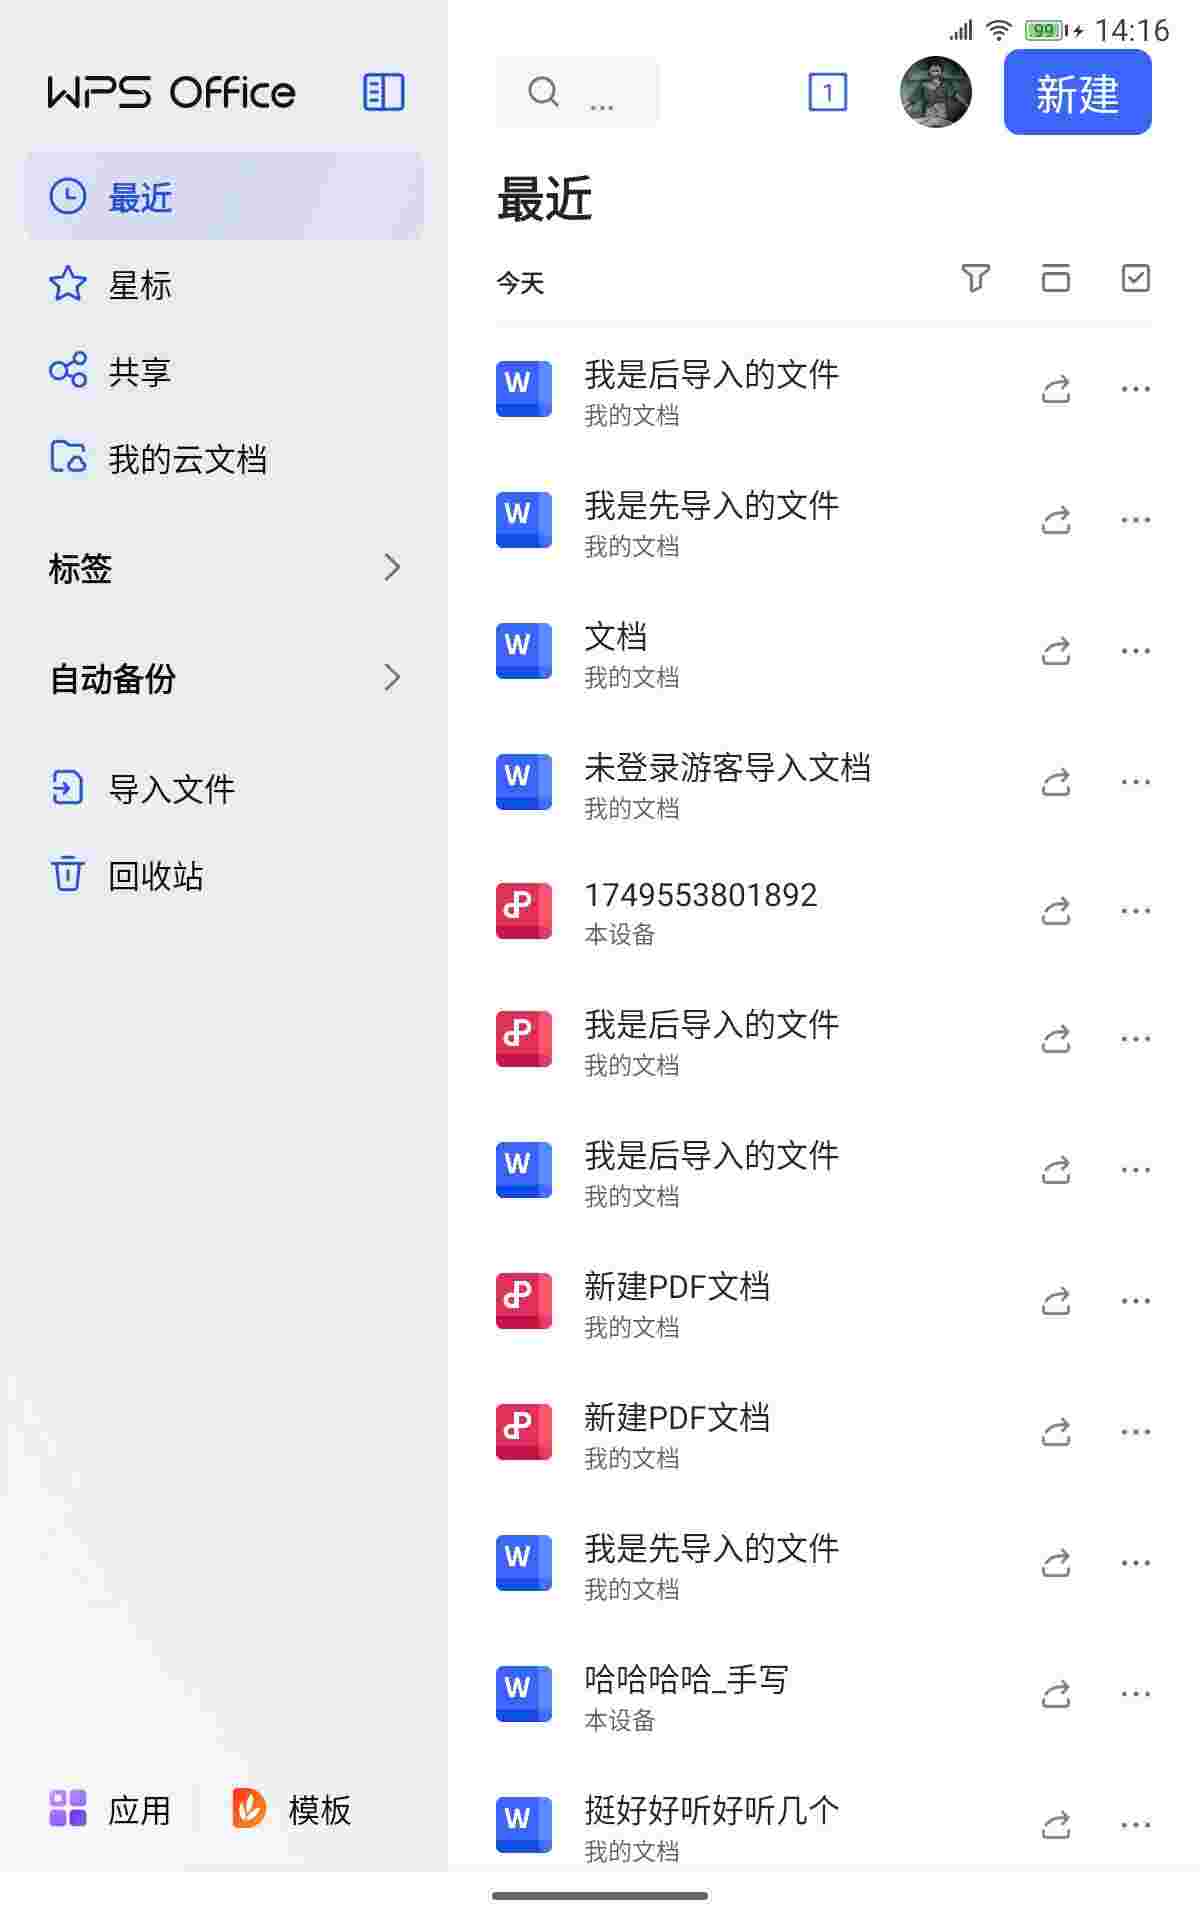 99 14:16
WPS Office
... 1 新建
最近
星标
共享
我的云文档
标签
自动备份
导入文件
回收站
应用 模板
最近
今天
我是后导入的文件
我的文档
我是先导入的文件
我的文档
文档
我的文档
未登录游客导入文档
我的文档
1749553801892
本设备
我是后导入的文件
我的文档
我是后导入的文件
我的文档
新建PDF文档
我的文档
新建PDF文档
我的文档
我是先导入的文件
我的文档
哈哈哈哈_手写
本设备
挺好好听好听几个
我的文档